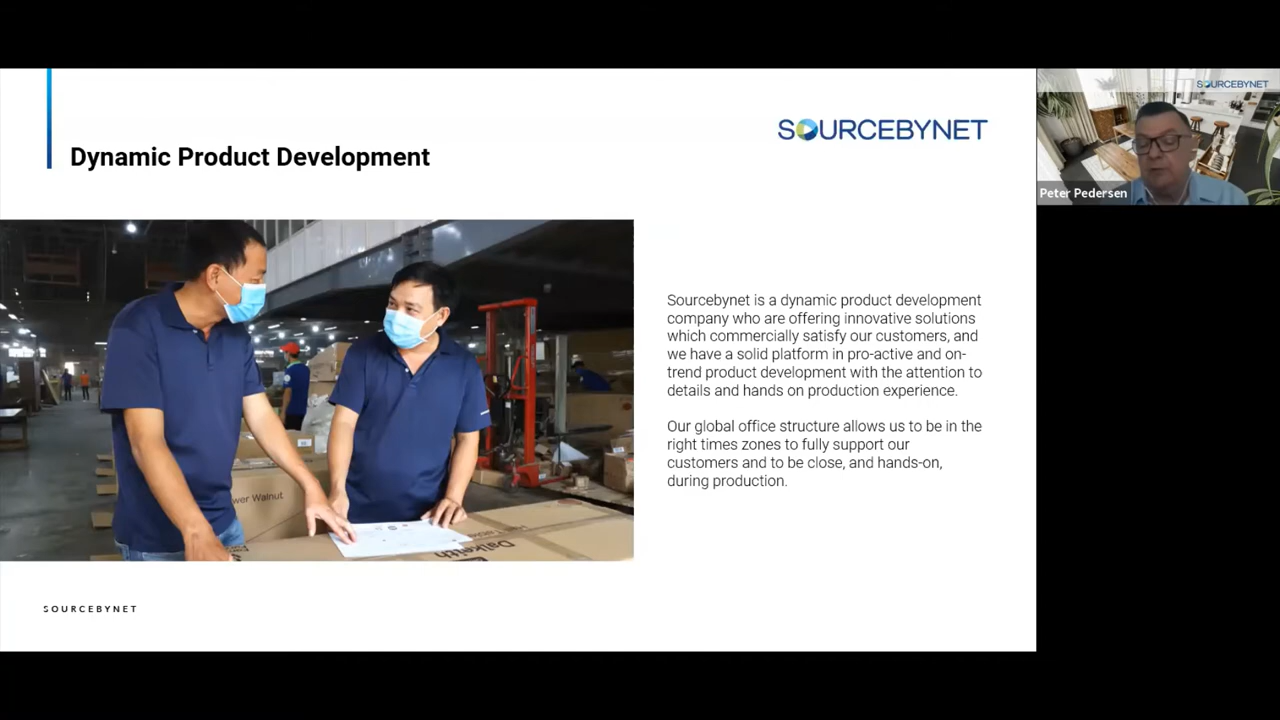 SOURCEBYNET
Dynamic Product Development
SOURCEBYNET
Peter Pedersen
Sourcebynet is a dynamic product development
company who are offering innovative solutions
which commercially satisfy our customers, and
we have a solid platform in pro-active and on-
trend product development with the attention to
details and hands on production experience.
Our global office structure allows us to be in the
right times zones to fully support our
customers and to be close, and hands-on,
during production.
Walnut
Dalkeith
SOURCEBYNET